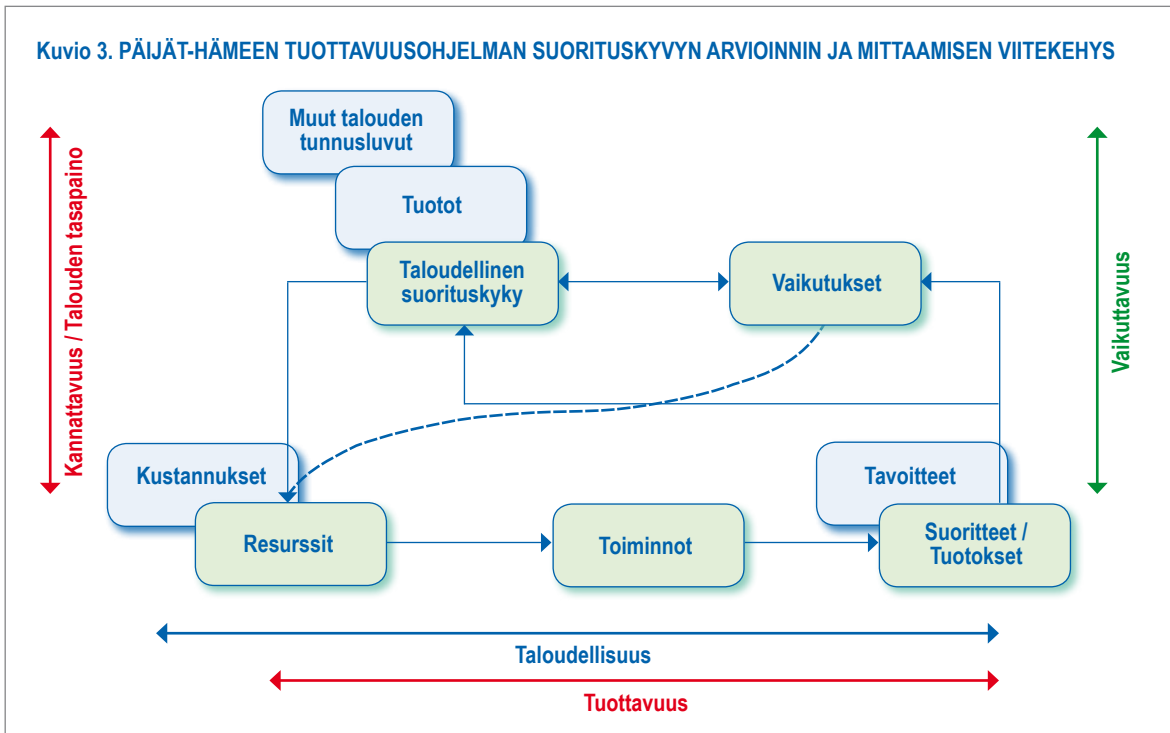 Kuvio 3. PÄIJÄT-HÄMEEN TUOTTAVUUSOHJELMAN SUORITUSKYVYN ARVIOINNIN JA MITTAAMISEN VIITEKEHYS
Muut talouden
tunnusluvut
Tuotot
Taloudellinen
suorituskyky
Vaikutukset
Kannattavuus / Talouden tasapaino
Vaikuttavuus
Kustannukset
Resurssit
Toiminnot
Tavoitteet
Suoritteet /
Tuotokset
Taloudellisuus
Tuottavuus